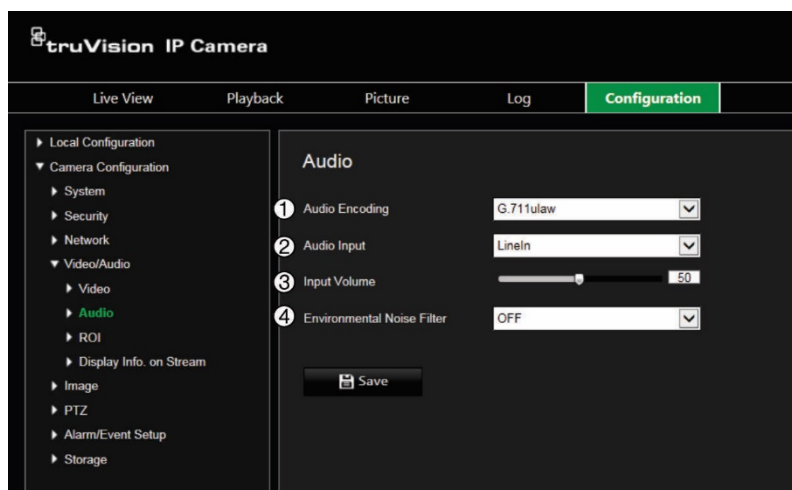 truVision IP Camera
Live View Playback Picture Log Configuration
Local Configuration
Camera Configuration
System
Security
Network
Video/Audio
Video
Audio
ROI
Display Info. on Stream
Image
PTZ
Alarm/Event Setup
Storage
Audio
① Audio Encoding G.711ulaw
② Audio Input LineIn
③ Input Volume 50
④ Environmental Noise Filter OFF
Save